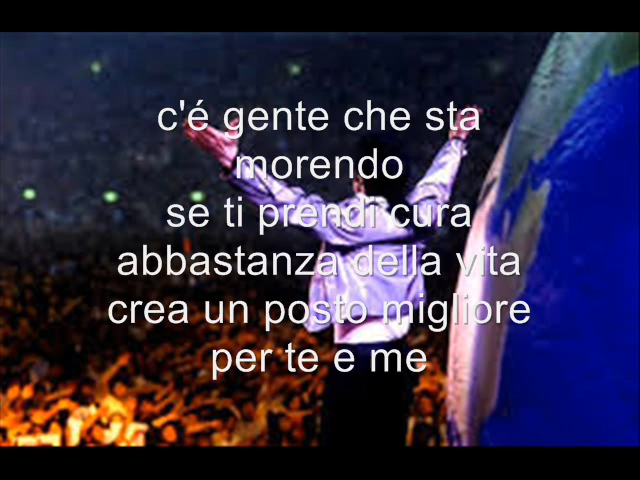 c'é gente che sta
morendo
se ti prendi cura
abbastanza della vita
crea un posto migliore
per te e me